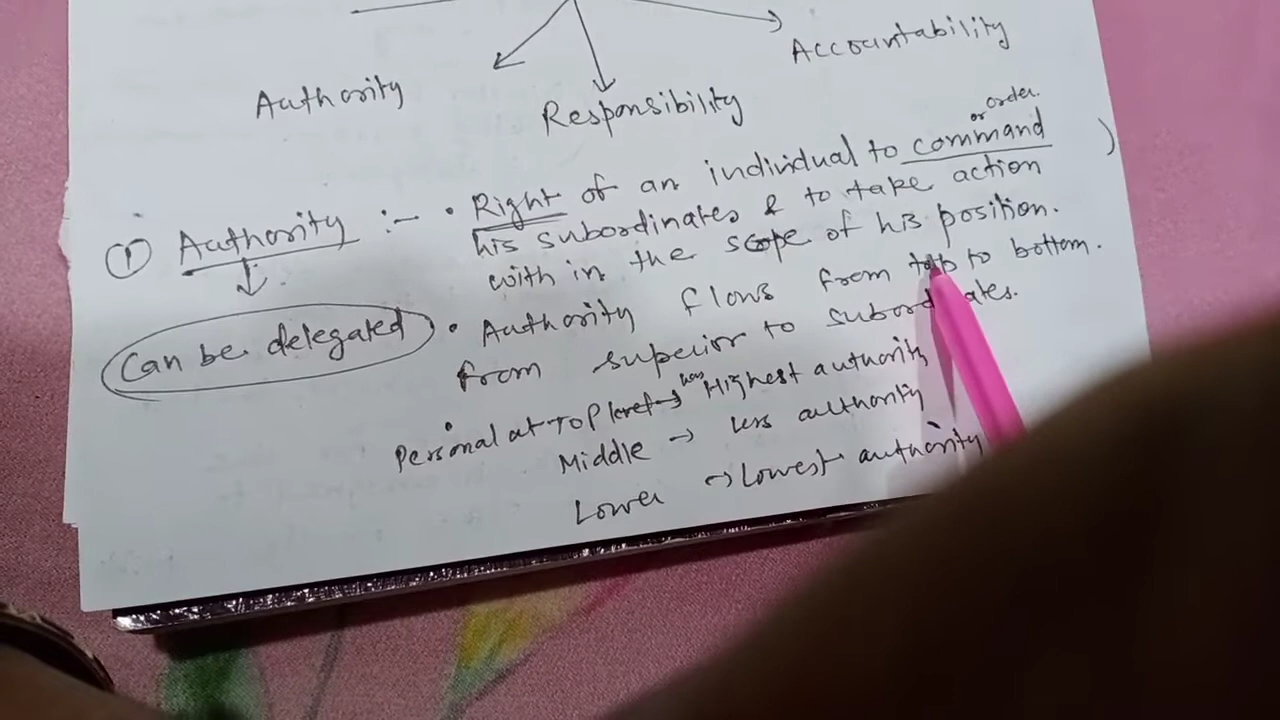 Accountability
Authority
Responsibility
① Authority :- • Right of an individual to command or order.
his subordinates & to take action
with in the scope of his position.
Can be delegated
• Authority flows from top to bottom.
from superior to subordinates.
Personal at Top level → has Highest authority
Middle → less authority
Lower → Lowest authority